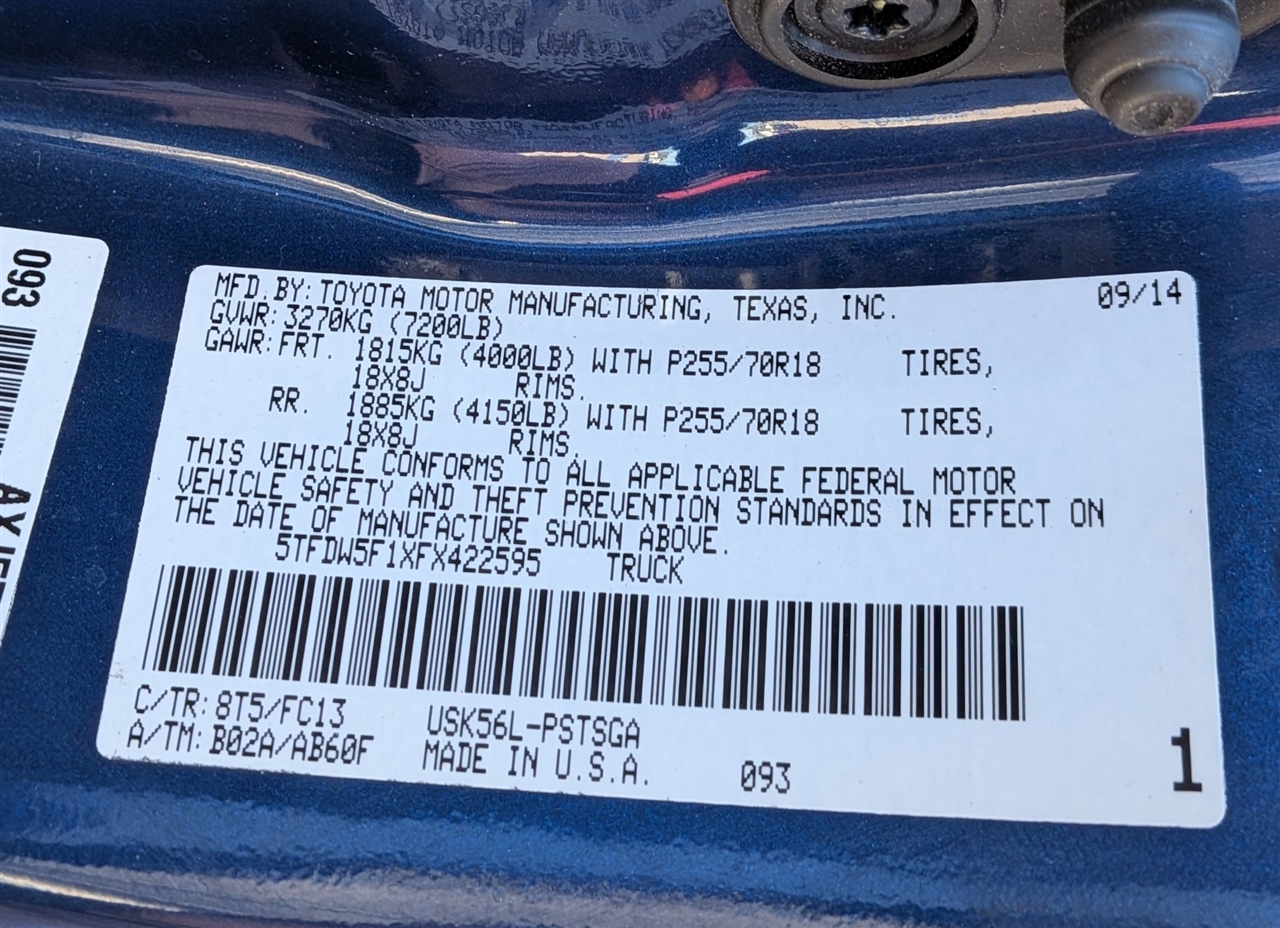 MFD.BY:TOYOTA MOTOR MANUFACTURING, TEXAS, INC. 09/14
GVWR:3270KG (7200LB)
GAWR:FRT. 1815KG (4000LB) WITH P255/70R18 TIRES,
18X8J RIMS.
RR. 1885KG (4150LB) WITH P255/70R18 TIRES,
18X8J RIMS.
THIS VEHICLE CONFORMS TO ALL APPLICABLE FEDERAL MOTOR
VEHICLE SAFETY AND THEFT PREVENTION STANDARDS IN EFFECT ON
THE DATE OF MANUFACTURE SHOWN ABOVE.
5TFDW5F1XFX422595 TRUCK
C/TR:8T5/FC13 USK56L-PSTSGA
A/TM:B02A/AB60F MADE IN U.S.A. 093
1
093